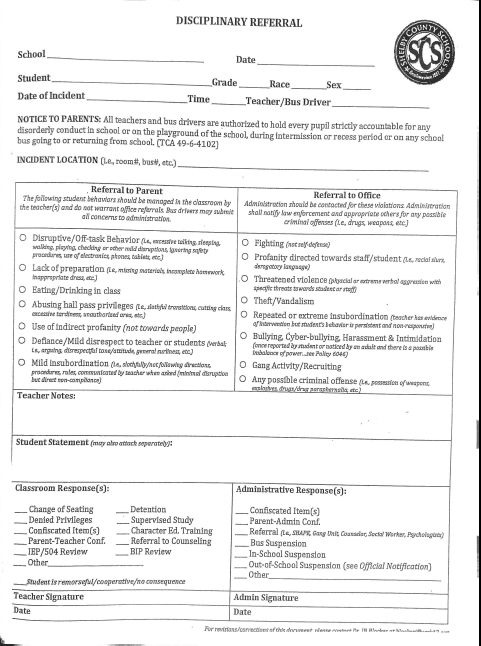 DISCIPLINARY REFERRAL
SHELBY COUNTY SCHOOLS
SCS
School
Date
Student Grade Race Sex
Date of Incident Time Teacher/Bus Driver
NOTICE TO PARENTS: All teachers and bus drivers are authorized to hold every pupil strictly accountable for any
disorderly conduct in school or on the playground of the school, during intermission or recess period or on any school
bus going to or returning from school. (TCA 49-6-4102)
INCIDENT LOCATION (i.e., room#, bus#, etc.)
Referral to Parent
The following student behaviors should be managed in the classroom by
the teacher(s) and do not warrant office referrals. Bus drivers may submit
all concerns to administration.
Disruptive/Off-task Behavior (i.e., excessive talking, sleeping,
walking, playing, checking or other mild disruptions, ignoring safety
procedures, use of electronics, phones, tablets, etc.)
Lack of preparation (i.e., missing materials, incomplete homework,
inappropriate dress, etc.)
Eating/Drinking in class
Abusing hall pass privileges (i.e., slothful transitions, cutting class,
excessive tardiness, unauthorized area, etc.)
Use of indirect profanity (not towards people)
Defiance/Mild disrespect to teacher or students (verbal;
i.e., arguing, disrespectful tone/attitude, general surliness, etc.)
Mild insubordination (i.e., slothfully/not following directions,
procedures, rules, communicated by teacher when asked (minimal disruption
but direct non-compliance)
Referral to Office
Administration should be contacted for these violations. Administration
shall notify law enforcement and appropriate others for any possible
criminal offenses (i.e., drugs, weapons, etc.)
Fighting (not self-defense)
Profanity directed towards staff/student (i.e., racial slurs,
derogatory language)
Threatened violence (physical or extreme verbal aggression with
specific threats towards student or staff)
Theft/Vandalism
Repeated or extreme insubordination (teacher has evidence
of intervention but student's behavior is persistent and non-responsive)
Bullying, Cyber-bullying, Harassment & Intimidation
(once reported by student or noticed by an adult and there is a possible
imbalance of power...see Policy 6046)
Gang Activity/Recruiting
Any possible criminal offense (i.e., possession of weapons,
explosives, drugs/drug paraphernalia, etc.)
Teacher Notes:
Student Statement (may also attach separately):
Classroom Response(s):
Change of Seating
Denied Privileges
Confiscated Item(s)
Parent-Teacher Conf.
IEP/504 Review
Other
Detention
Supervised Study
Character Ed. Training
Referral to Counseling
BIP Review
Student is remorseful/cooperative/no consequence
Administrative Response(s):
Confiscated Item(s)
Parent-Admin Conf.
Referral (i.e., SHAPE, Gang Unit, Counselor, Social Worker, Psychologists)
Bus Suspension
In-School Suspension
Out-of-School Suspension (see Official Notification)
Other
Teacher Signature
Admin Signature
Date
Date
For revisions/corrections of this document, please contact